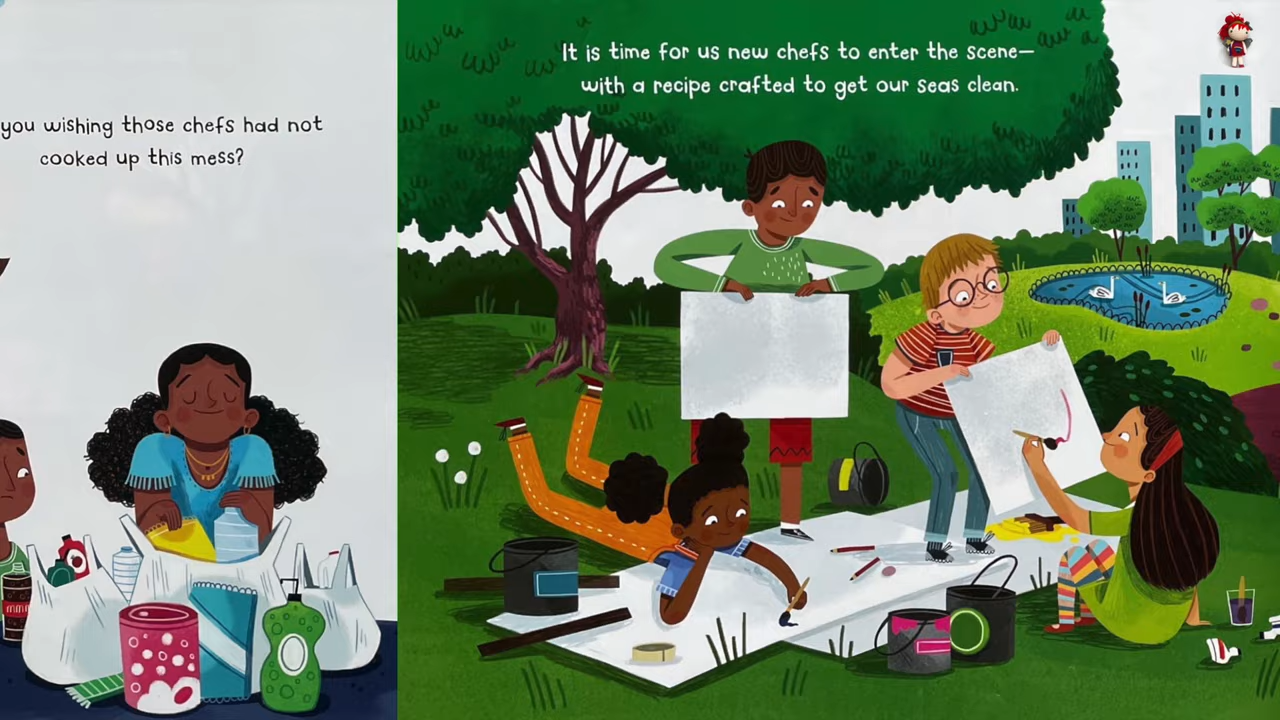 you wishing those chefs had not
cooked up this mess?
It is time for us new chefs to enter the scene—
with a recipe crafted to get our seas clean.